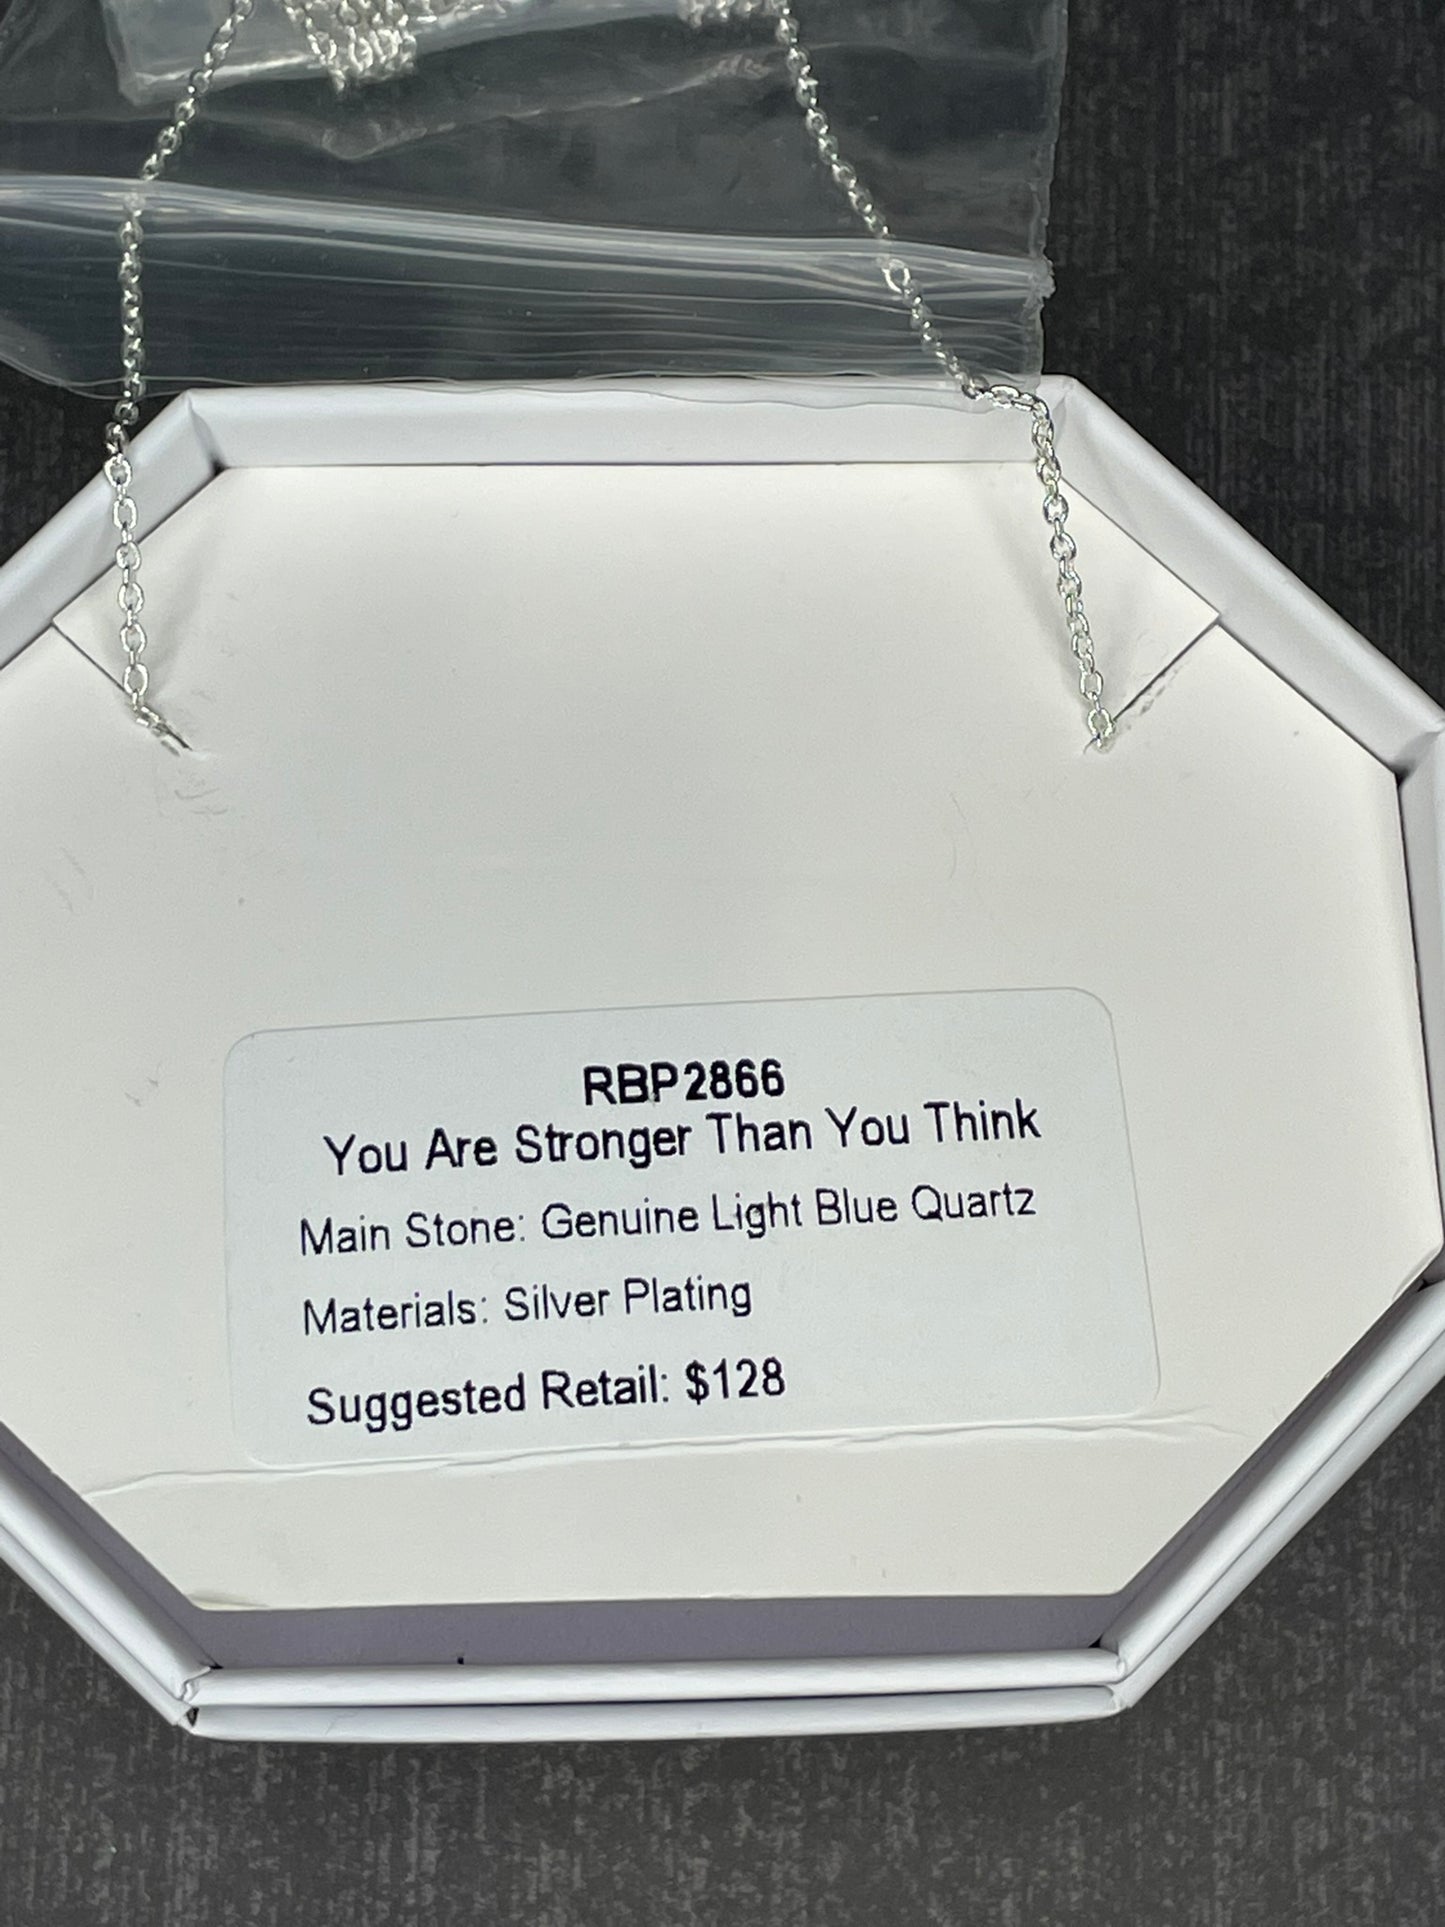 RBP2866
You Are Stronger Than You Think
Main Stone: Genuine Light Blue Quartz
Materials: Silver Plating
Suggested Retail: $128